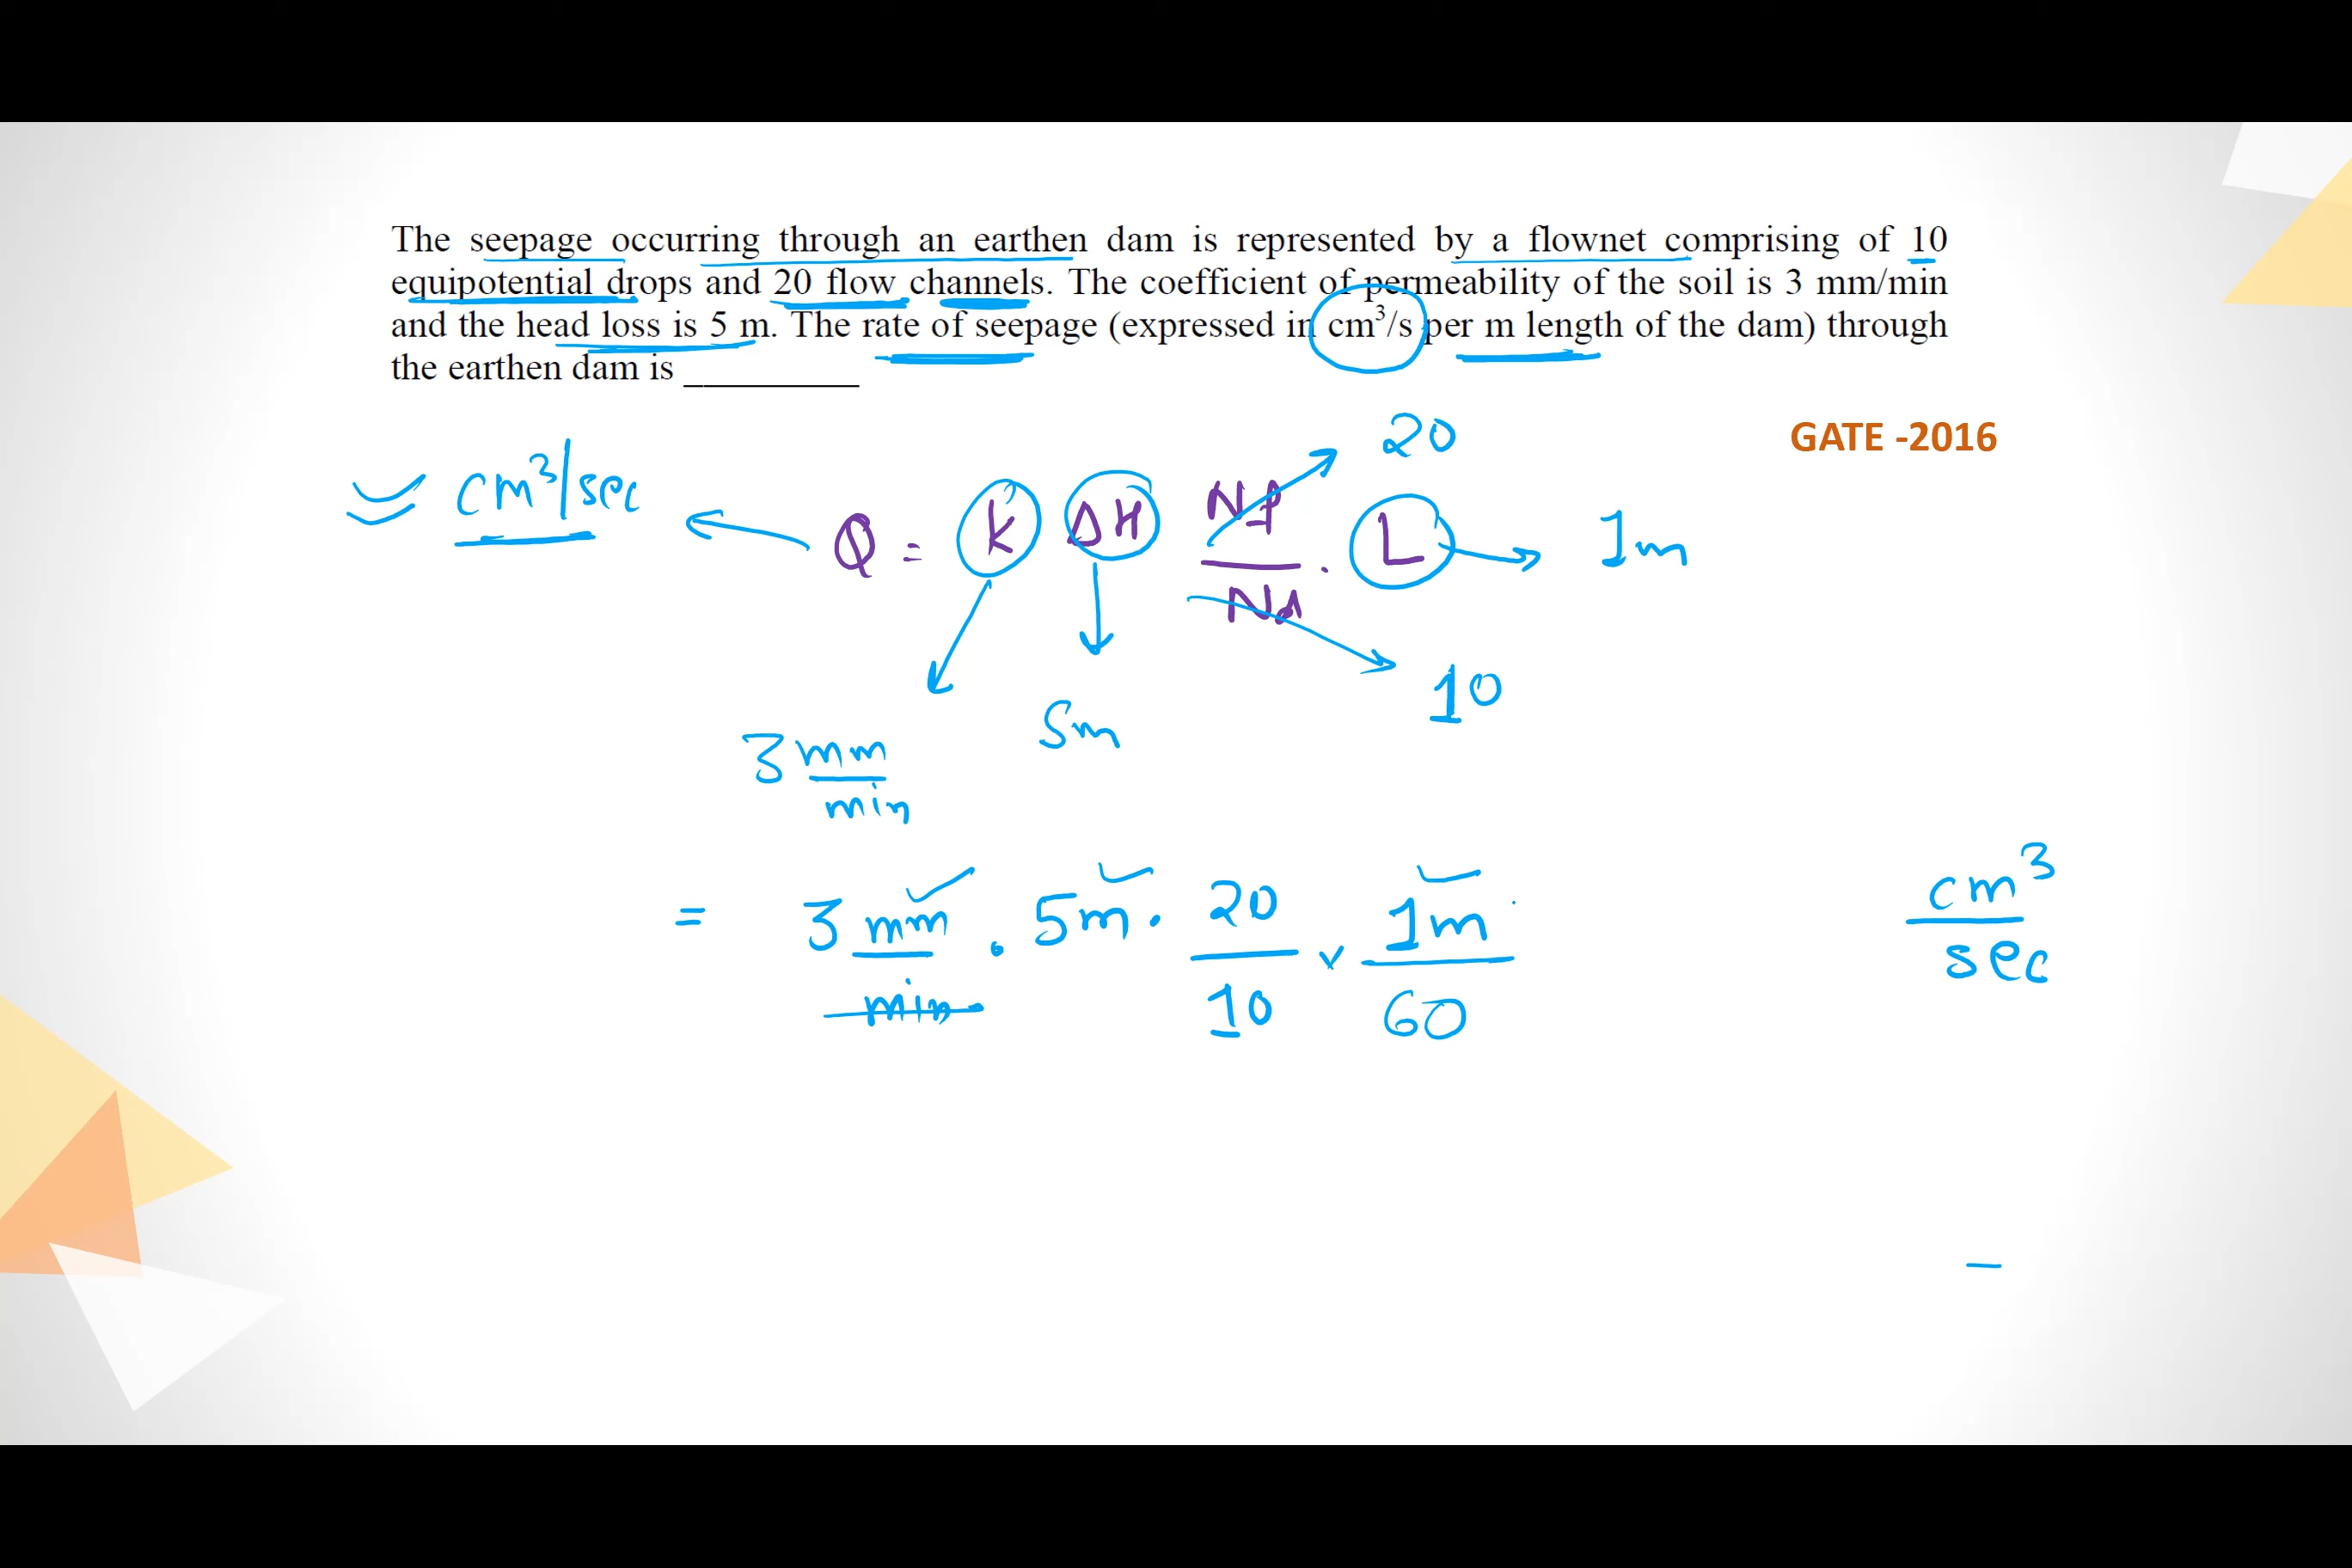 The seepage occurring through an earthen dam is represented by a flownet comprising of 10
equipotential drops and 20 flow channels. The coefficient of permeability of the soil is 3 mm/min
and the head loss is 5 m. The rate of seepage (expressed in cm³/s per m length of the dam) through
the earthen dam is __________
GATE -2016
cm³/sec Q = k ΔH Nf/Nd . L
20
1m
10
3 mm/min
5m
= 3 mm/min . 5m . 20/10 x 1m/60
cm³/sec